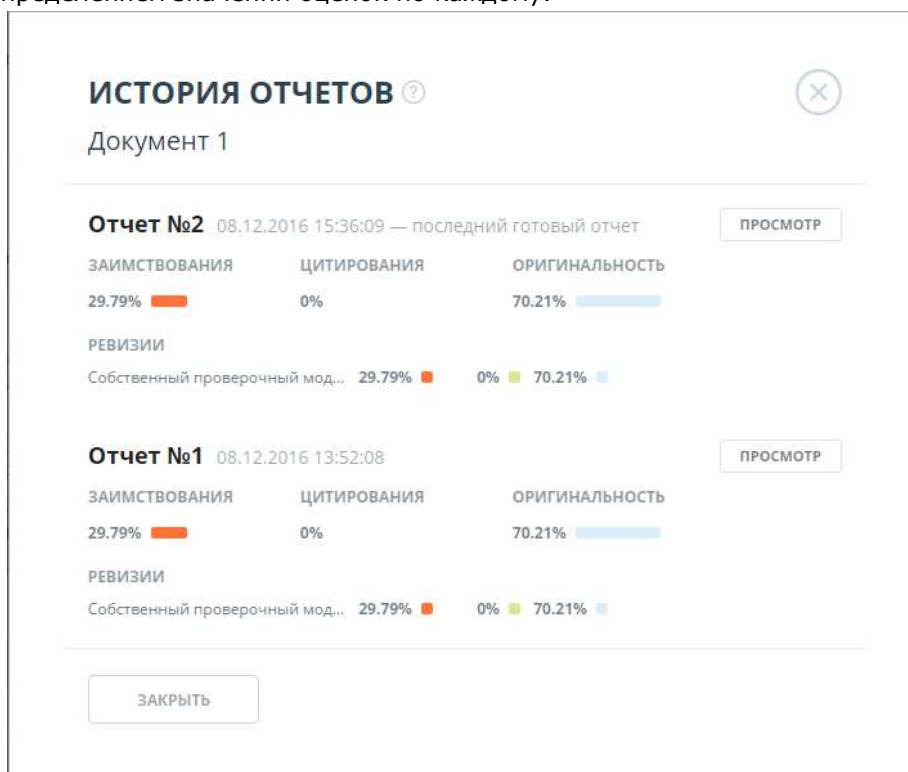 ИСТОРИЯ ОТЧЕТОВ ?
Документ 1
Отчет №2 08.12.2016 15:36:09 — последний готовый отчет ПРОСМОТР
ЗАИМСТВОВАНИЯ ЦИТИРОВАНИЯ ОРИГИНАЛЬНОСТЬ
29.79% 0% 70.21%
РЕВИЗИИ
Собственный проверочный мод... 29.79% 0% 70.21%
Отчет №1 08.12.2016 13:52:08 ПРОСМОТР
ЗАИМСТВОВАНИЯ ЦИТИРОВАНИЯ ОРИГИНАЛЬНОСТЬ
29.79% 0% 70.21%
РЕВИЗИИ
Собственный проверочный мод... 29.79% 0% 70.21%
ЗАКРЫТЬ